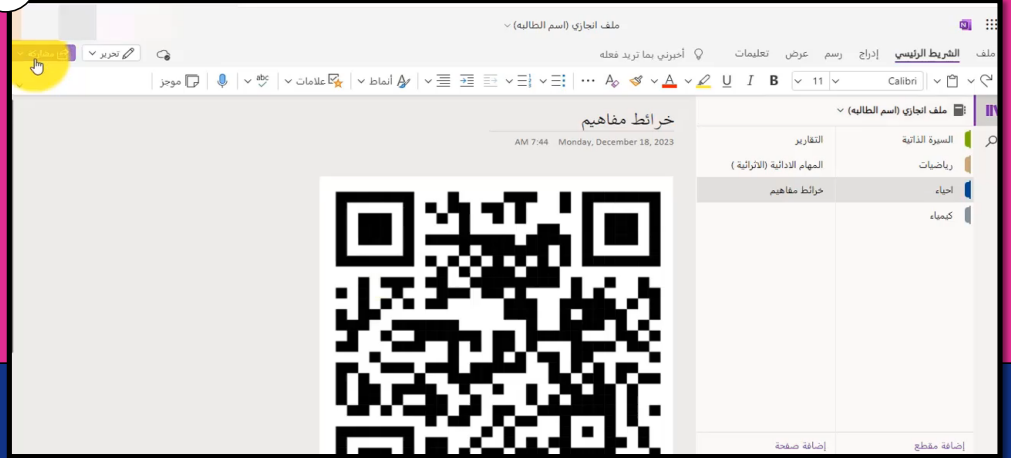 ملف انجازي (اسم الطالبه)
ملف الشريط الرئيسي إدراج رسم عرض تعليمات أخبرني بما تريد فعله تحرير مشاركة
Calibri 11 B I U A أنماط علامات abc موجز
ملف انجازي (اسم الطالبه)
السيرة الذاتية
رياضيات
احياء
كيمياء
إضافة مقطع
التقارير
المهام الادائية (الاثرائية )
خرائط مفاهيم
إضافة صفحة
خرائط مفاهيم
Monday, December 18, 2023 7:44 AM